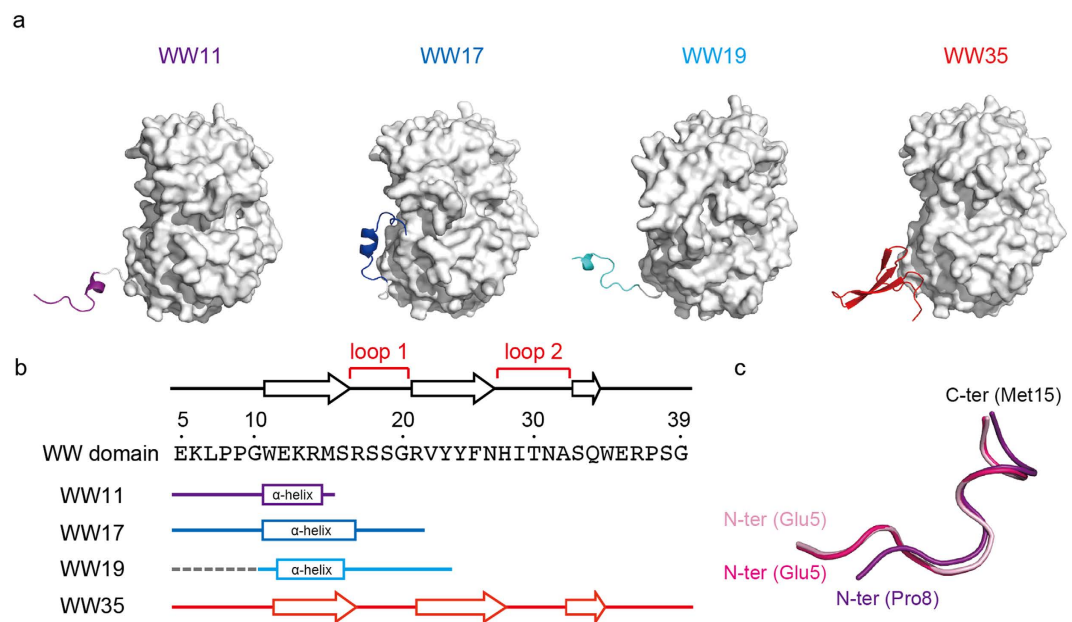 a
WW11 WW17 WW19 WW35
b
loop 1 loop 2
5 10 20 30 39
WW domain EKLPPGWEKRMSRSSGRVYYFNHITNASQWERPSG
WW11 α-helix
WW17 α-helix
WW19 α-helix
WW35
c
C-ter (Met15)
N-ter (Glu5)
N-ter (Glu5)
N-ter (Pro8)